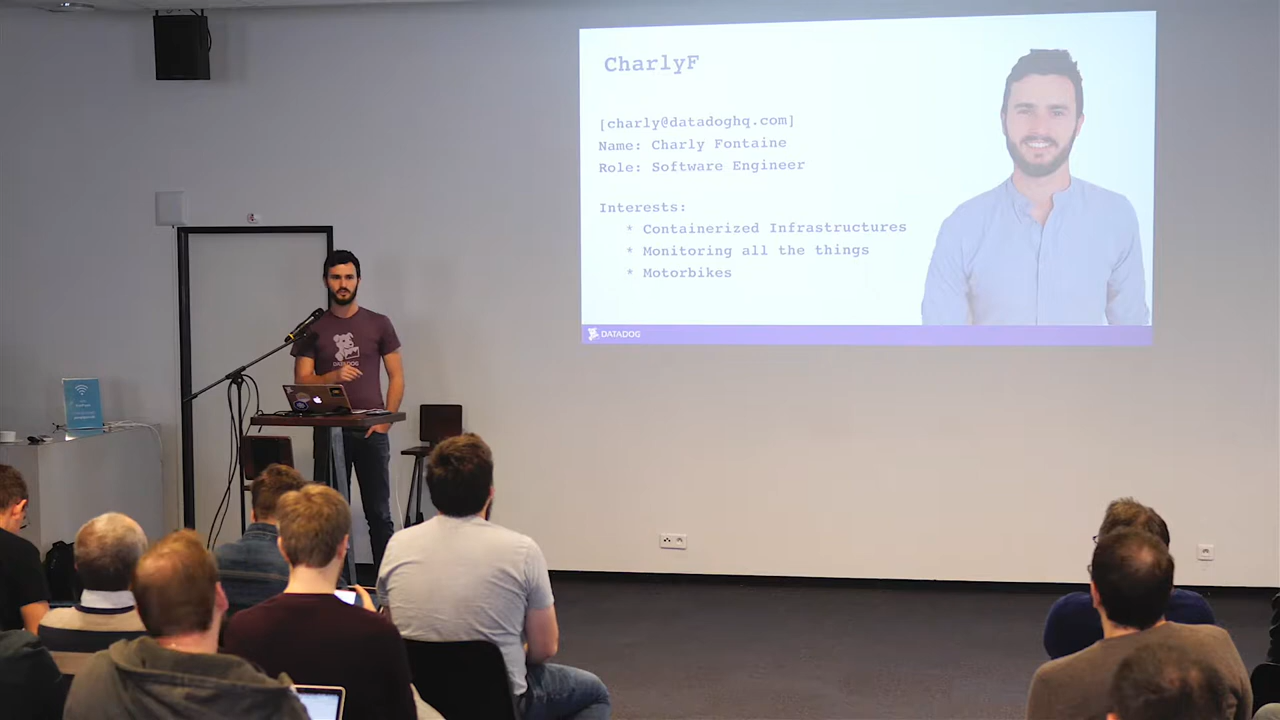 CharlyF
[charly@datadoghq.com]
Name: Charly Fontaine
Role: Software Engineer
Interests:
* Containerized Infrastructures
* Monitoring all the things
* Motorbikes
DATADOG
DATADOG